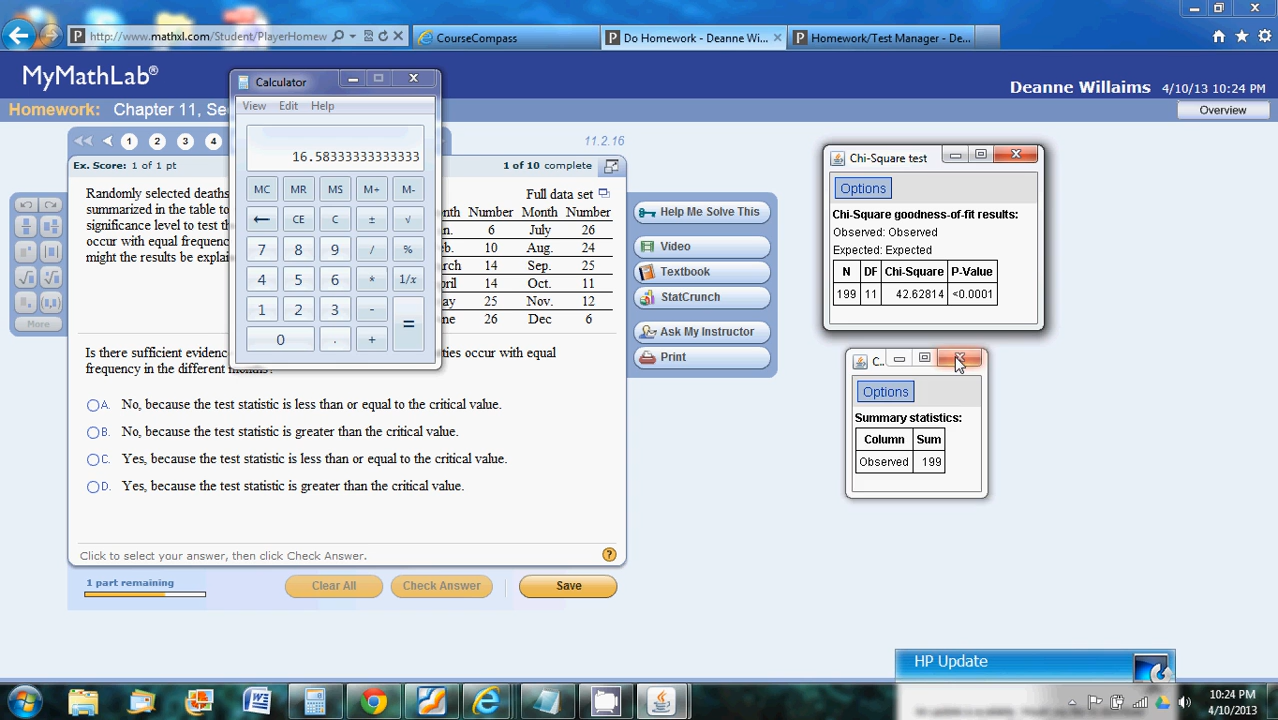 http://www.mathxl.com/Student/PlayerHomew
CourseCompass
Do Homework - Deanne Wi...
Homework/Test Manager - De...
MyMathLab®
Deanne Willaims 4/10/13 10:24 PM
Homework: Chapter 11, Se
Overview
1 2 3 4
11.2.16
Ex. Score: 1 of 1 pt
1 of 10 complete
Randomly selected deaths
summarized in the table to
significance level to test th
occur with equal frequenc
might the results be explai
Full data set
Number Month Number
6 July 26
10 Aug. 24
14 Sep. 25
14 Oct. 11
25 Nov. 12
26 Dec 6
Is there sufficient evidenc
ties occur with equal
frequency in the different
A. No, because the test statistic is less than or equal to the critical value.
B. No, because the test statistic is greater than the critical value.
C. Yes, because the test statistic is less than or equal to the critical value.
D. Yes, because the test statistic is greater than the critical value.
Click to select your answer, then click Check Answer.
1 part remaining
Clear All
Check Answer
Save
More
Calculator
View Edit Help
16.58333333333333
MC MR MS M+ M-
← CE C ± √
7 8 9 / %
4 5 6 * 1/x
1 2 3 - =
0 . +
Help Me Solve This
Video
Textbook
StatCrunch
Ask My Instructor
Print
Chi-Square test
Options
Chi-Square goodness-of-fit results:
Observed: Observed
Expected: Expected
N DF Chi-Square P-Value
199 11 42.62814 <0.0001
C..
Options
Summary statistics:
Column Sum
Observed 199
HP Update
10:24 PM
4/10/2013